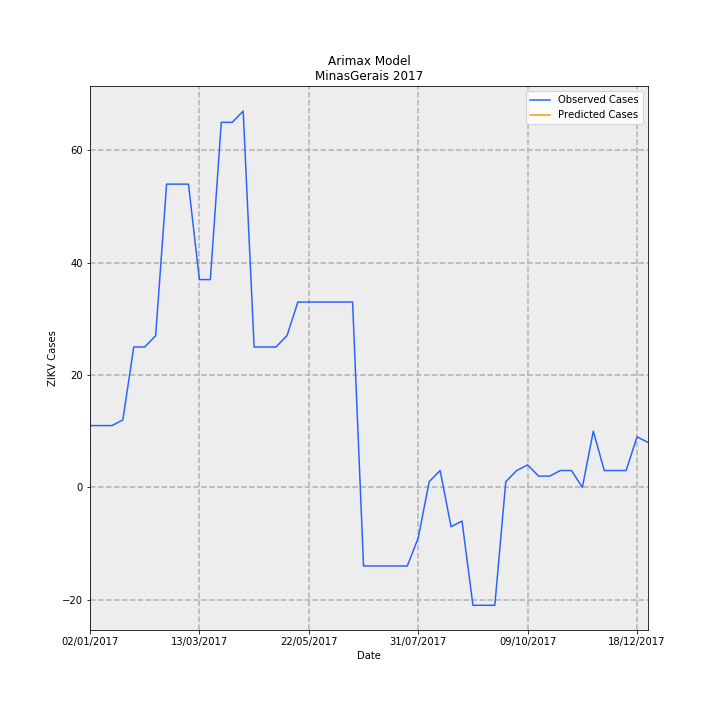 Arimax Model
MinasGerais 2017
Observed Cases
Predicted Cases
ZIKV Cases
60
40
20
0
−20
02/01/2017
13/03/2017
22/05/2017
31/07/2017
09/10/2017
18/12/2017
Date